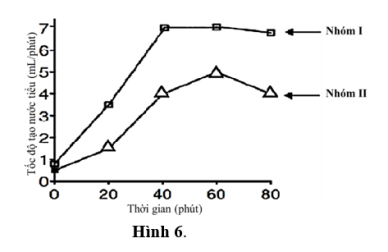 Tốc độ tạo nước tiểu (mL/phút)
7
6
5
4
3
2
1
0
0 20 40 60 80
Thời gian (phút)
Nhóm I
Nhóm II
Hình 6.